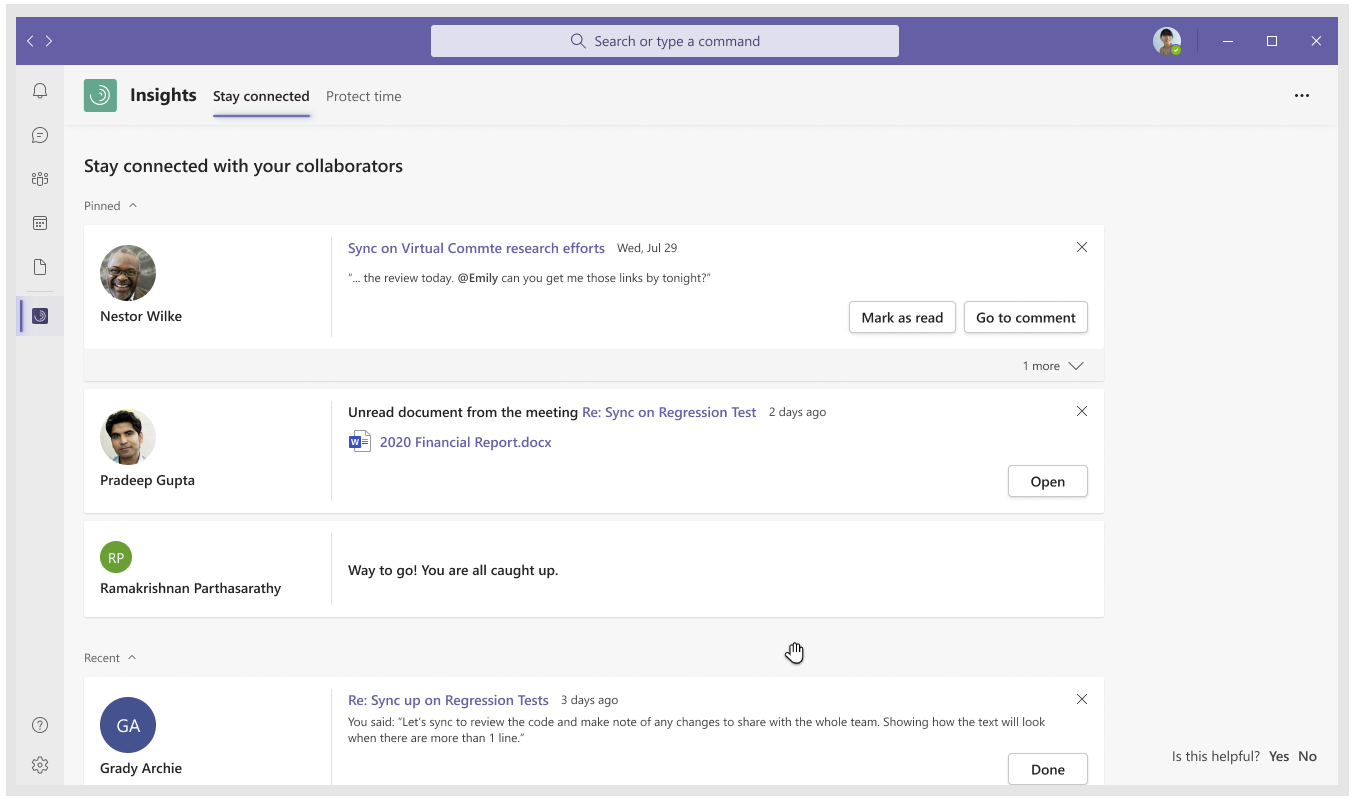 Search or type a command
Insights Stay connected Protect time
Stay connected with your collaborators
Pinned
Nestor Wilke
Sync on Virtual Commte research efforts Wed, Jul 29
“... the review today. @Emily can you get me those links by tonight?”
Mark as read Go to comment
1 more
Pradeep Gupta
Unread document from the meeting Re: Sync on Regression Test 2 days ago
W
2020 Financial Report.docx
Open
RP
Ramakrishnan Parthasarathy
Way to go! You are all caught up.
Recent
GA
Grady Archie
Re: Sync up on Regression Tests 3 days ago
You said: “Let’s sync to review the code and make note of any changes to share with the whole team. Showing how the text will look
when there are more than 1 line.”
Done
Is this helpful? Yes No